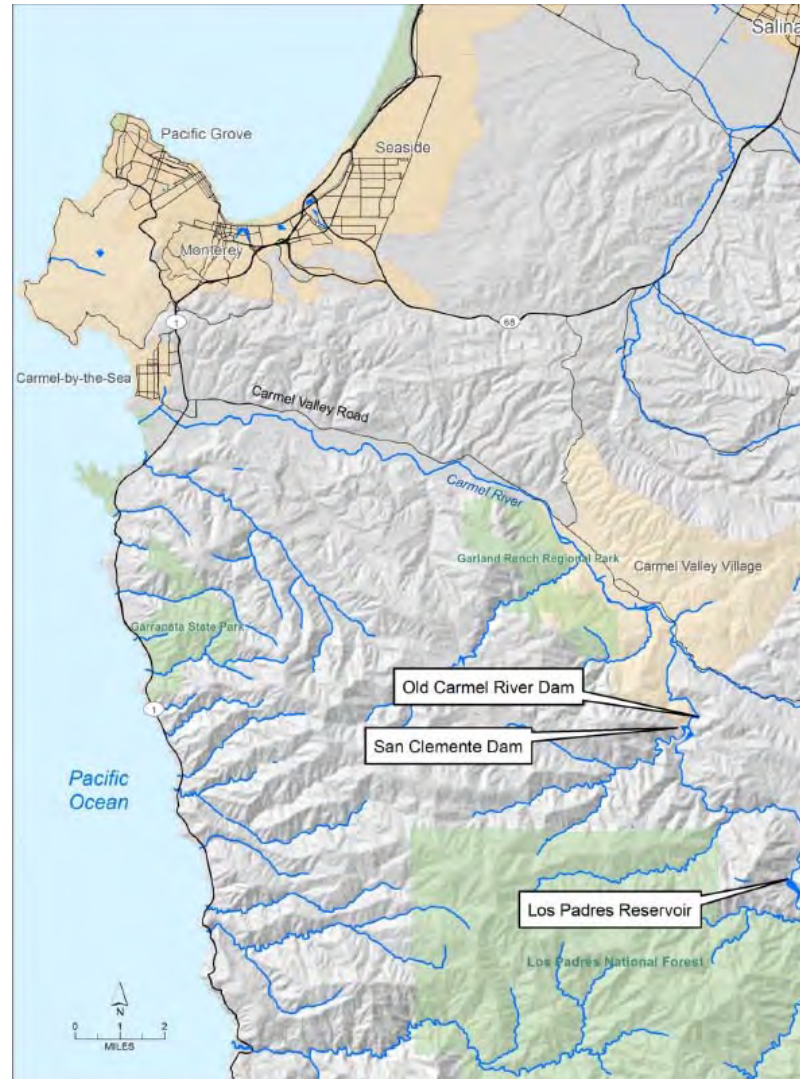 Salina
Pacific Grove
Seaside
Monterey
1
68
Carmel-by-the-Sea
Carmel Valley Road
Carmel River
Garland Ranch Regional Park
Carmel Valley Village
Garrapata State Park
Old Carmel River Dam
San Clemente Dam
1
Pacific
Ocean
Los Padres Reservoir
Los Padres National Forest
N
0 1 2
MILES